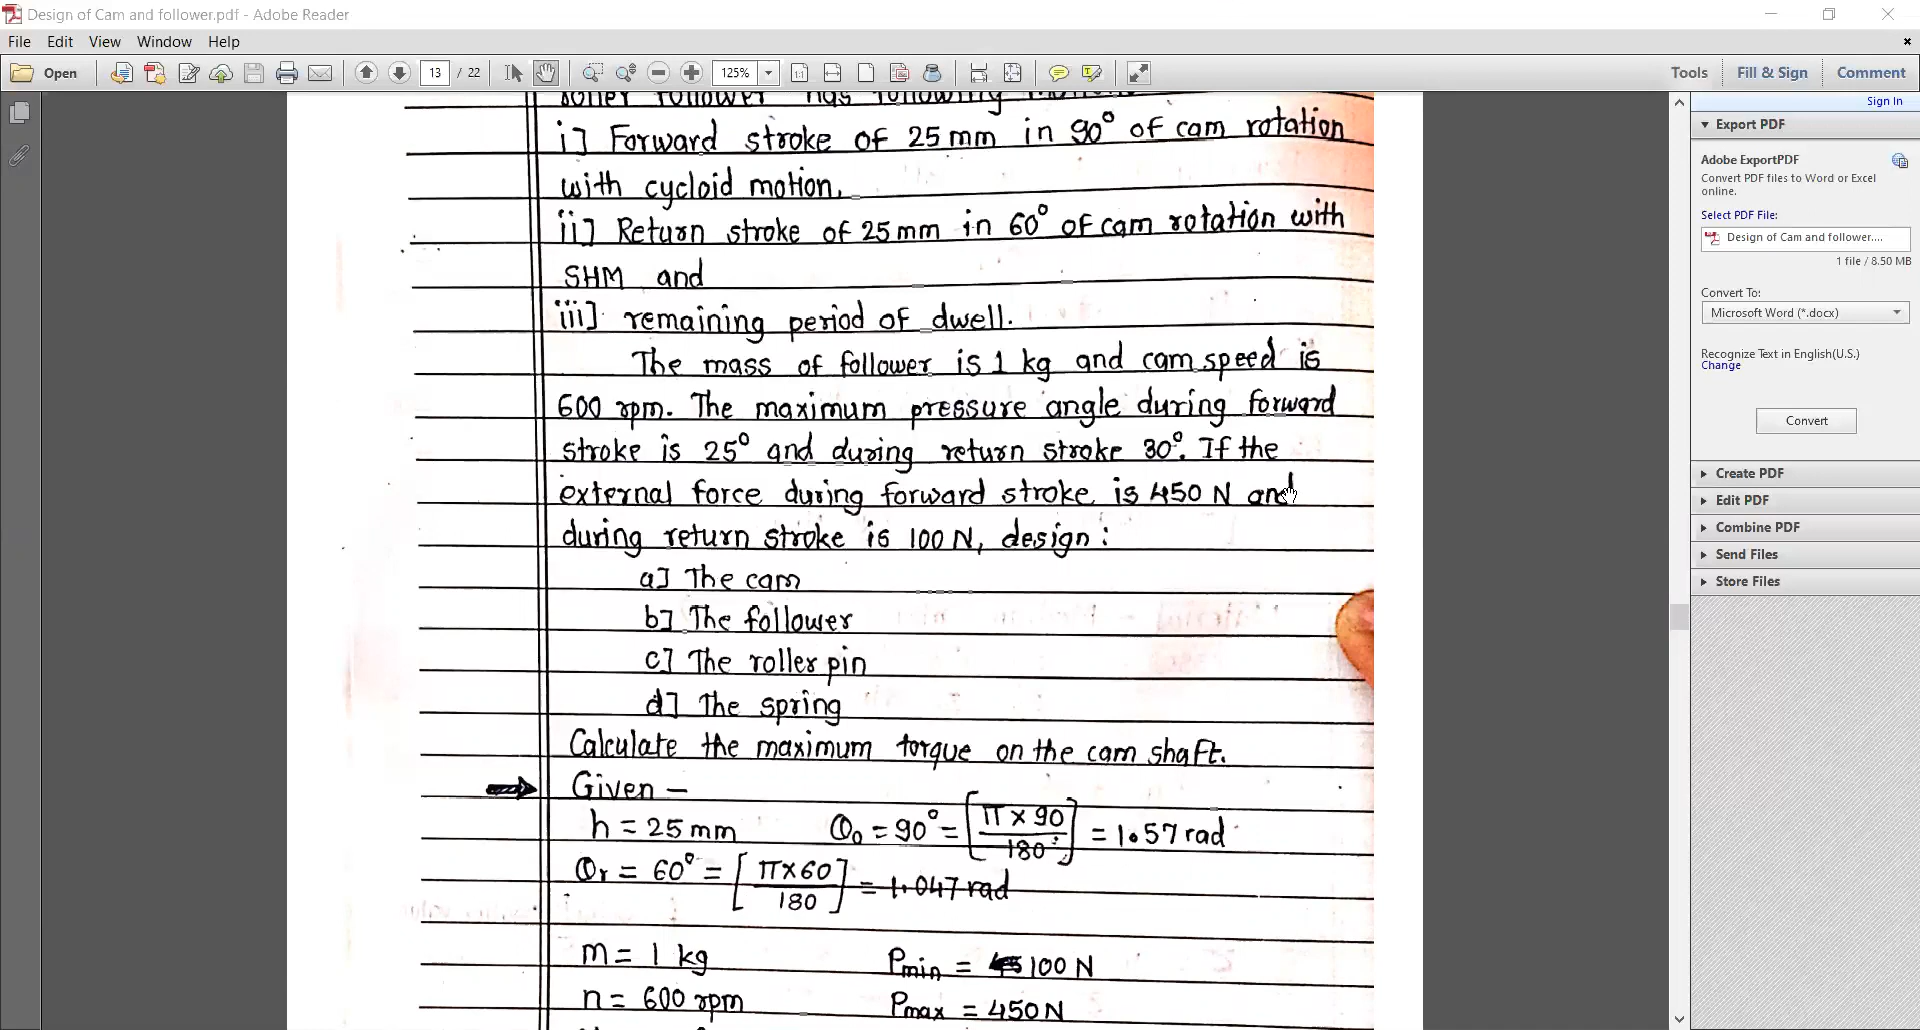 Design of Cam and follower.pdf - Adobe Reader
File Edit View Window Help
Open 13 / 22 125% Tools Fill & Sign Comment
Sign In
Export PDF
Adobe ExportPDF
Convert PDF files to Word or Excel online.
Select PDF File:
Design of Cam and follower....
1 file / 8.50 MB
Convert To:
Microsoft Word (*.docx)
Recognize Text in English(U.S.)
Change
Convert
Create PDF
Edit PDF
Combine PDF
Send Files
Store Files
roller follower has following
i] Forward stroke of 25 mm in 90° of cam rotation
with cycloid motion.
ii] Return stroke of 25 mm in 60° of cam rotation with
SHM and
iii] remaining period of dwell.
The mass of follower is 1 kg and cam speed is
600 rpm. The maximum pressure angle during forward
stroke is 25° and during return stroke 30°. If the
external force during forward stroke is 450 N and
during return stroke is 100 N, design :
a] The cam
b] The follower
c] The roller pin
d] The spring
Calculate the maximum torque on the cam shaft.
Given –
h = 25 mm θo = 90° = [π × 90 / 180] = 1.57 rad
θr = 60° = [π × 60 / 180] = 1.047 rad
m = 1 kg Pmin = 100 N
n = 600 rpm Pmax = 450 N